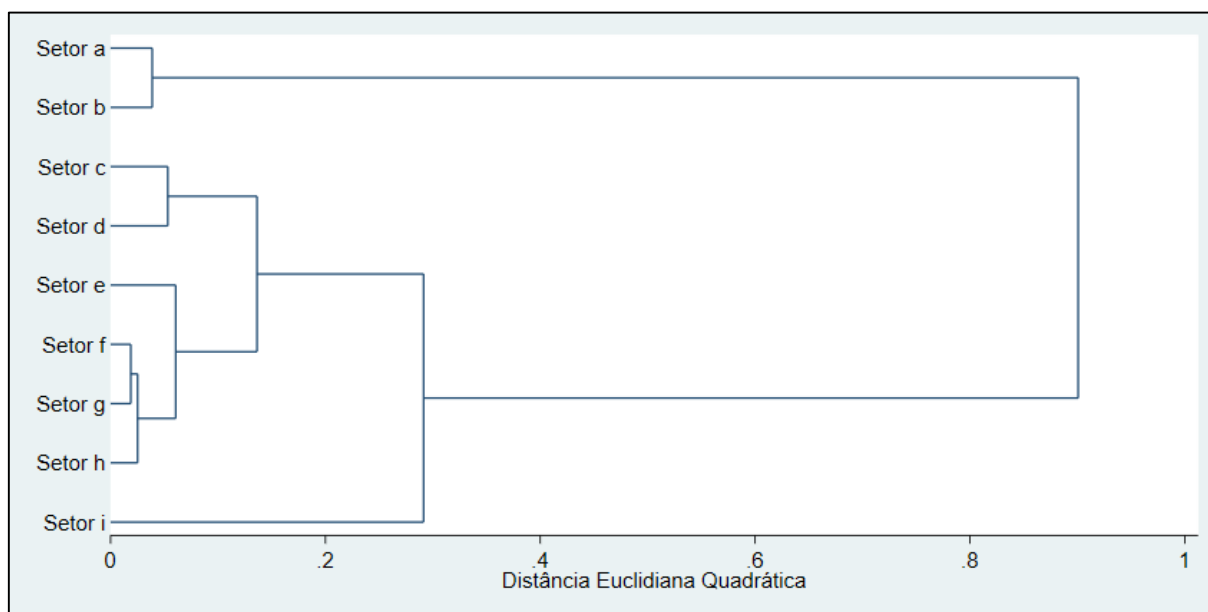 Setor a
Setor b
Setor c
Setor d
Setor e
Setor f
Setor g
Setor h
Setor i
0 .2 .4 .6 .8 1
Distância Euclidiana Quadrática